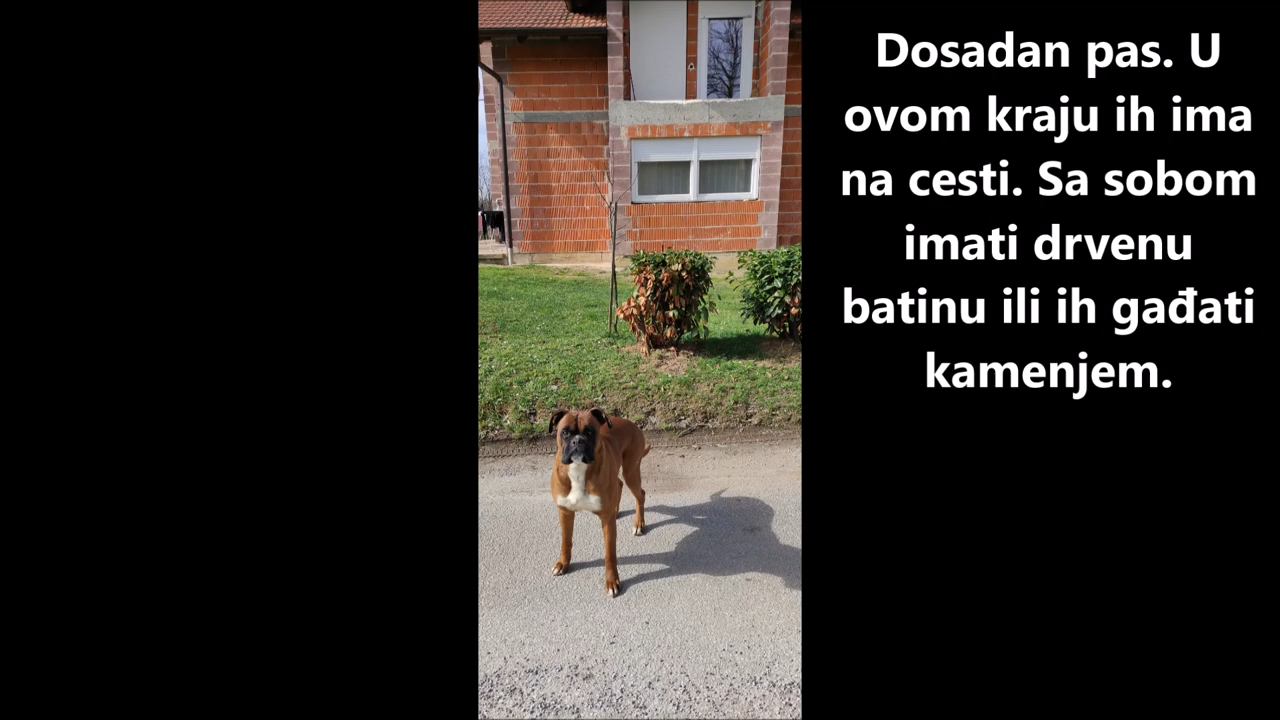 Dosadan pas. U
ovom kraju ih ima
na cesti. Sa sobom
imati drvenu
batinu ili ih gađati
kamenjem.